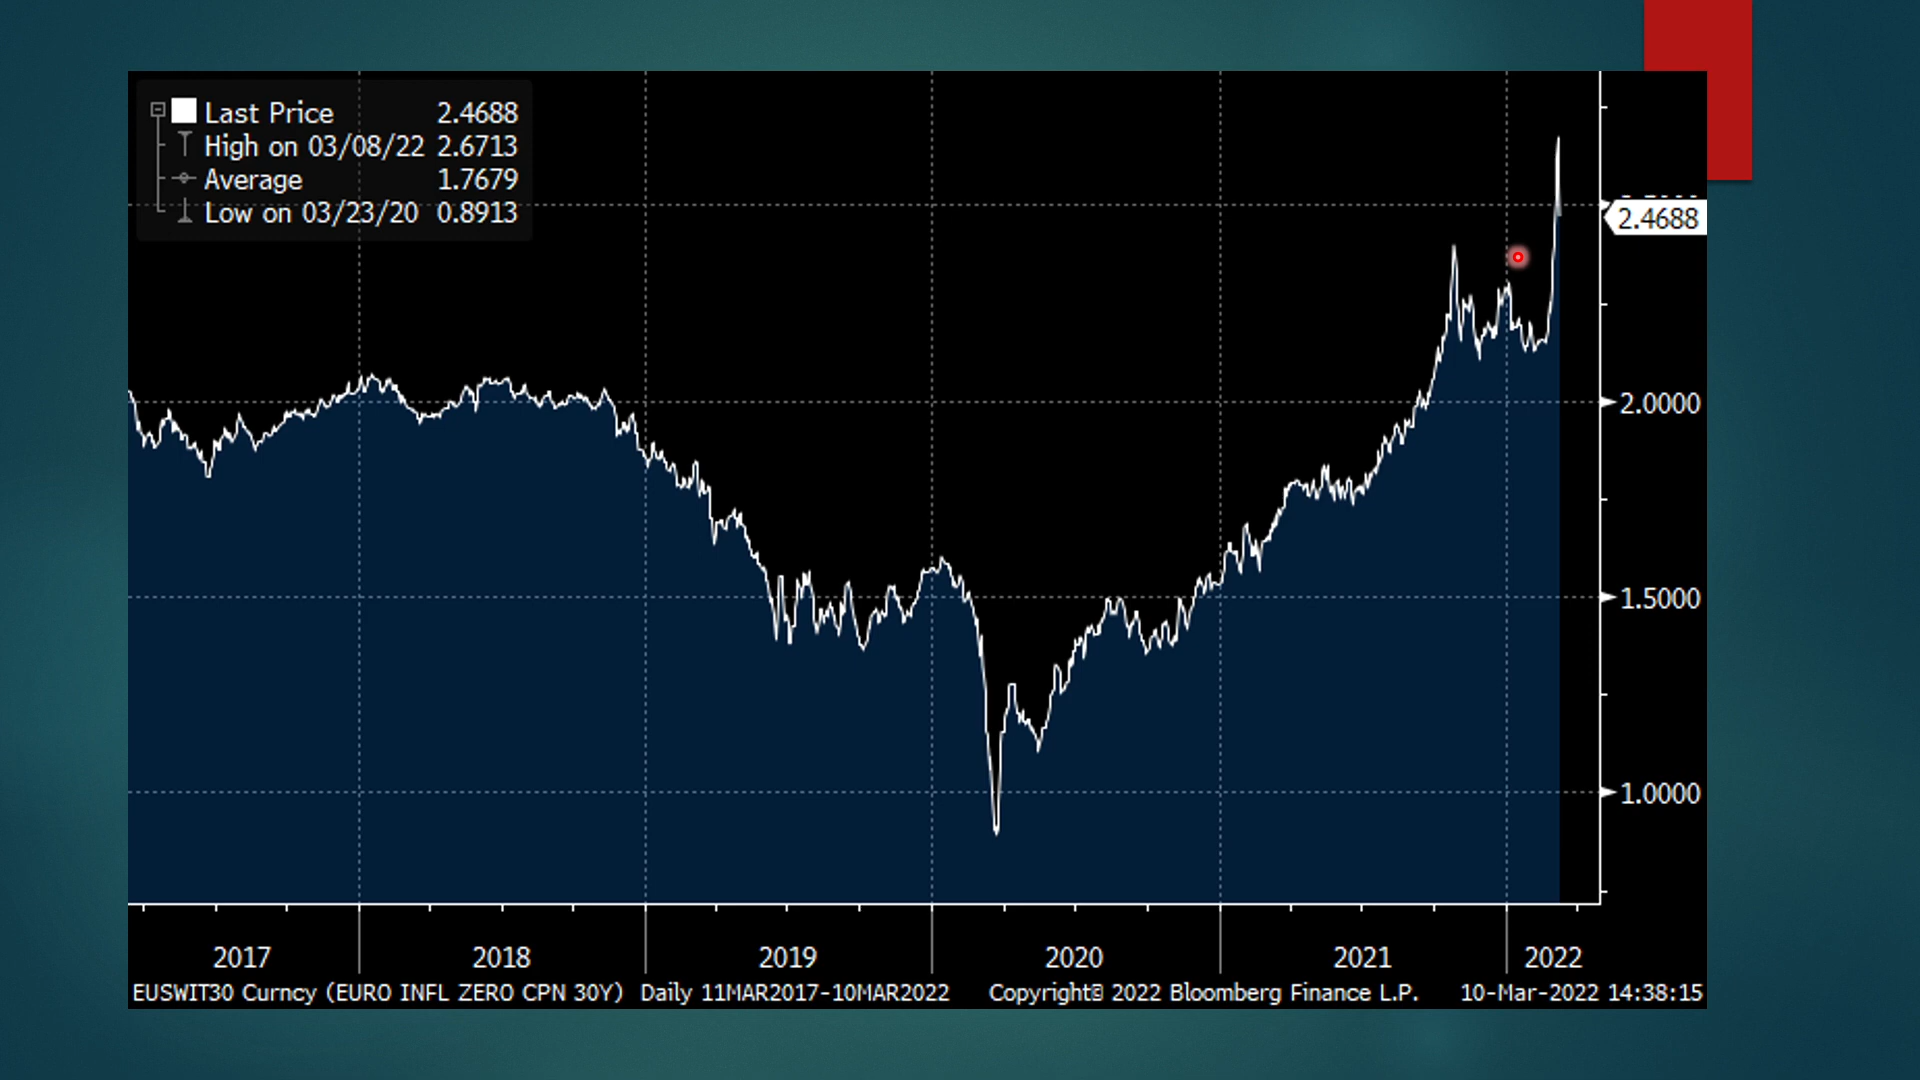 Last Price 2.4688
High on 03/08/22 2.6713
Average 1.7679
Low on 03/23/20 0.8913
2.4688
2.0000
1.5000
1.0000
2017 2018 2019 2020 2021 2022
EUSWIT30 Curncy (EURO INFL ZERO CPN 30Y) Daily 11MAR2017-10MAR2022 Copyright© 2022 Bloomberg Finance L.P. 10-Mar-2022 14:38:15